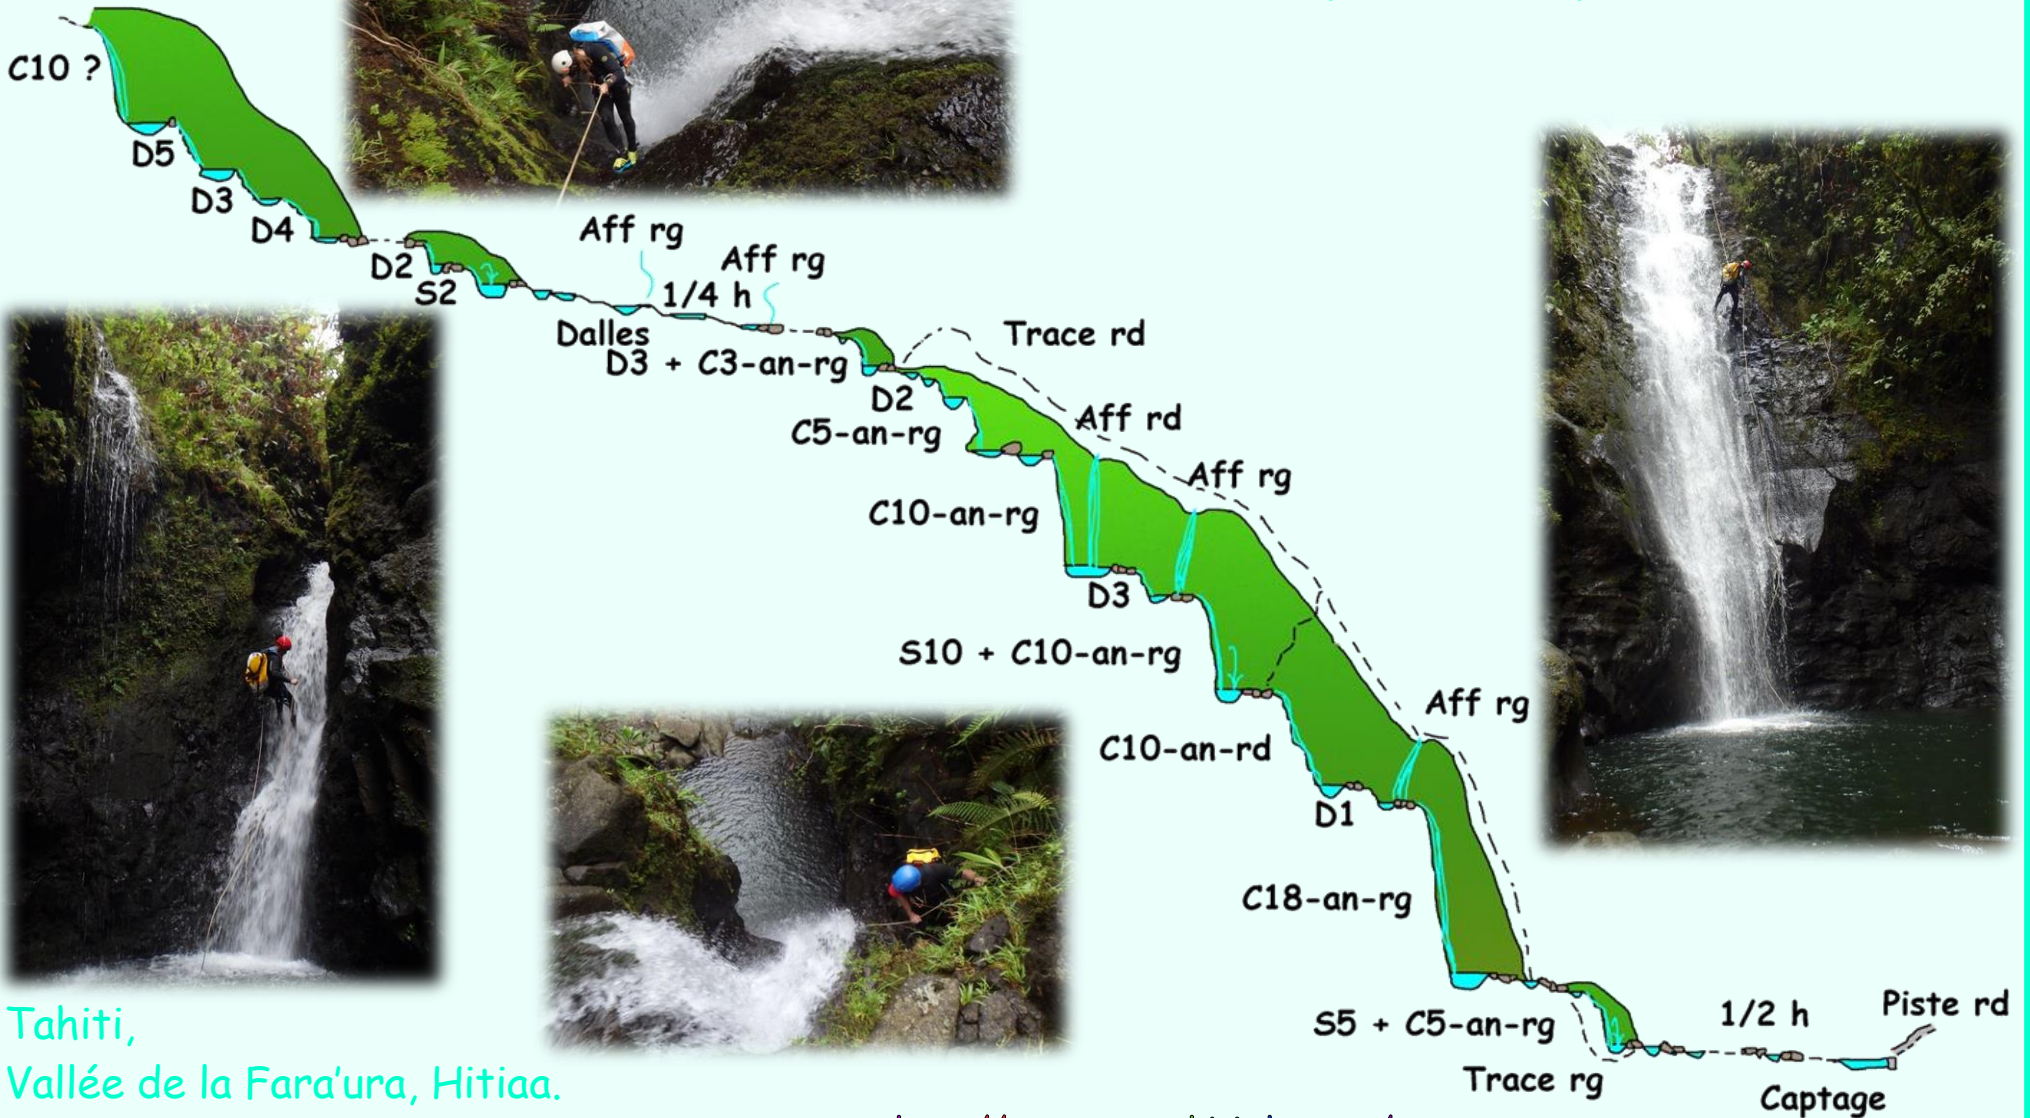 C10 ?
D5
D3
D4
D2
S2
Aff rg
Aff rg
1/4 h
Dalles
D3 + C3-an-rg
Trace rd
D2
C5-an-rg
Aff rd
Aff rg
C10-an-rg
D3
S10 + C10-an-rg
Aff rg
C10-an-rd
D1
C18-an-rg
S5 + C5-an-rg
Trace rg
1/2 h
Piste rd
Captage
Tahiti,
Vallée de la Fara'ura, Hitiaa.